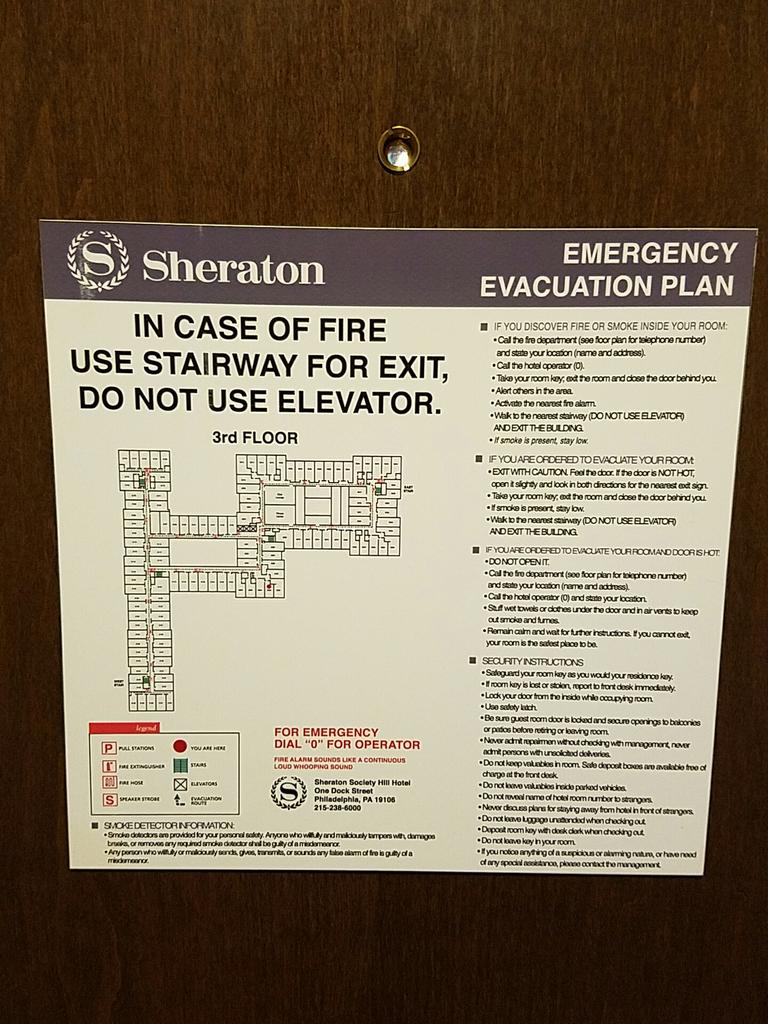 Sheraton
EMERGENCY
EVACUATION PLAN
IN CASE OF FIRE
USE STAIRWAY FOR EXIT,
DO NOT USE ELEVATOR.
3rd FLOOR
EAST
STAIR
WEST
STAIR
legend
P PULL STATIONS
YOU ARE HERE
FIRE EXTINGUISHER
STAIRS
FIRE HOSE
ELEVATORS
S SPEAKER STROBE
EVACUATION
ROUTE
FOR EMERGENCY
DIAL "0" FOR OPERATOR
FIRE ALARM SOUNDS LIKE A CONTINUOUS
LOUD WHOOPING SOUND
S
Sheraton Society Hill Hotel
One Dock Street
Philadelphia, PA 19106
215-238-6000
■ SMOKE DETECTOR INFORMATION:
• Smoke detectors are provided for your personal safety. Anyone who willfully and maliciously tampers with, damages
breaks, or removes any required smoke detector shall be guilty of a misdemeanor.
• Any person who willfully or maliciously sends, gives, transmits, or sounds any false alarm of fire is guilty of a
misdemeanor.
■ IF YOU DISCOVER FIRE OR SMOKE INSIDE YOUR ROOM:
• Call the fire department (see floor plan for telephone number)
and state your location (name and address).
• Call the hotel operator (0).
• Take your room key; exit the room and close the door behind you.
• Alert others in the area.
• Activate the nearest fire alarm.
• Walk to the nearest stairway (DO NOT USE ELEVATOR)
AND EXIT THE BUILDING.
• If smoke is present, stay low.
■ IF YOU ARE ORDERED TO EVACUATE YOUR ROOM:
• EXIT WITH CAUTION. Feel the door. If the door is NOT HOT,
open it slightly and look in both directions for the nearest exit sign.
• Take your room key; exit the room and close the door behind you.
• If smoke is present, stay low.
• Walk to the nearest stairway (DO NOT USE ELEVATOR)
AND EXIT THE BUILDING.
■ IF YOU ARE ORDERED TO EVACUATE YOUR ROOM AND DOOR IS HOT:
• DO NOT OPEN IT.
• Call the fire department (see floor plan for telephone number)
and state your location (name and address).
• Call the hotel operator (0) and state your location.
• Stuff wet towels or clothes under the door and in air vents to keep
out smoke and fumes.
• Remain calm and wait for further instructions. If you cannot exit,
your room is the safest place to be.
■ SECURITY INSTRUCTIONS
• Safeguard your room key as you would your residence key.
• If room key is lost or stolen, report to front desk immediately.
• Lock your door from the inside while occupying room.
• Use safety latch.
• Be sure guest room door is locked and secure openings to balconies
or patios before retiring or leaving room.
• Never admit repairmen without checking with management, never
admit persons with unsolicited deliveries.
• Do not keep valuables in room. Safe deposit boxes are available free of
charge at the front desk.
• Do not leave valuables inside parked vehicles.
• Do not reveal name of hotel room number to strangers.
• Never discuss plans for staying away from hotel in front of strangers.
• Do not leave luggage unattended when checking out.
• Deposit room key with desk clerk when checking out.
• Do not leave key in your room.
• If you notice anything of a suspicious or alarming nature, or have need
of any special assistance, please contact the management.